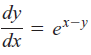 dy/dx = e^{x-y}